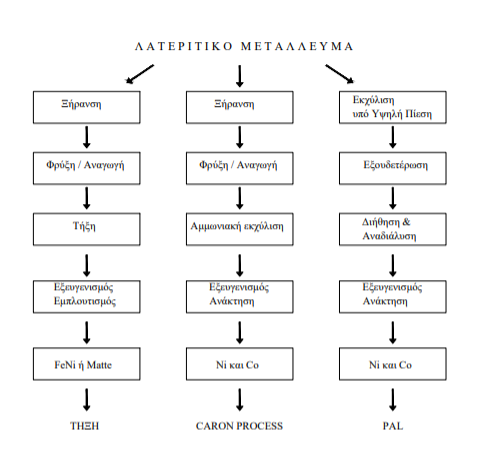 ΛΑΤΕΡΙΤΙΚΟ ΜΕΤΑΛΛΕΥΜΑ
Ξήρανση
Ξήρανση
Εκχύλιση
υπό Υψηλή Πίεση
Φρύξη / Αναγωγή
Φρύξη / Αναγωγή
Εξουδετέρωση
Τήξη
Αμμωνιακή εκχύλιση
Διήθηση &
Αναδιάλυση
Εξευγενισμός
Εμπλουτισμός
Εξευγενισμός
Ανάκτηση
Εξευγενισμός
Ανάκτηση
FeNi ή Matte
Ni και Co
Ni και Co
ΤΗΞΗ
CARON PROCESS
PAL